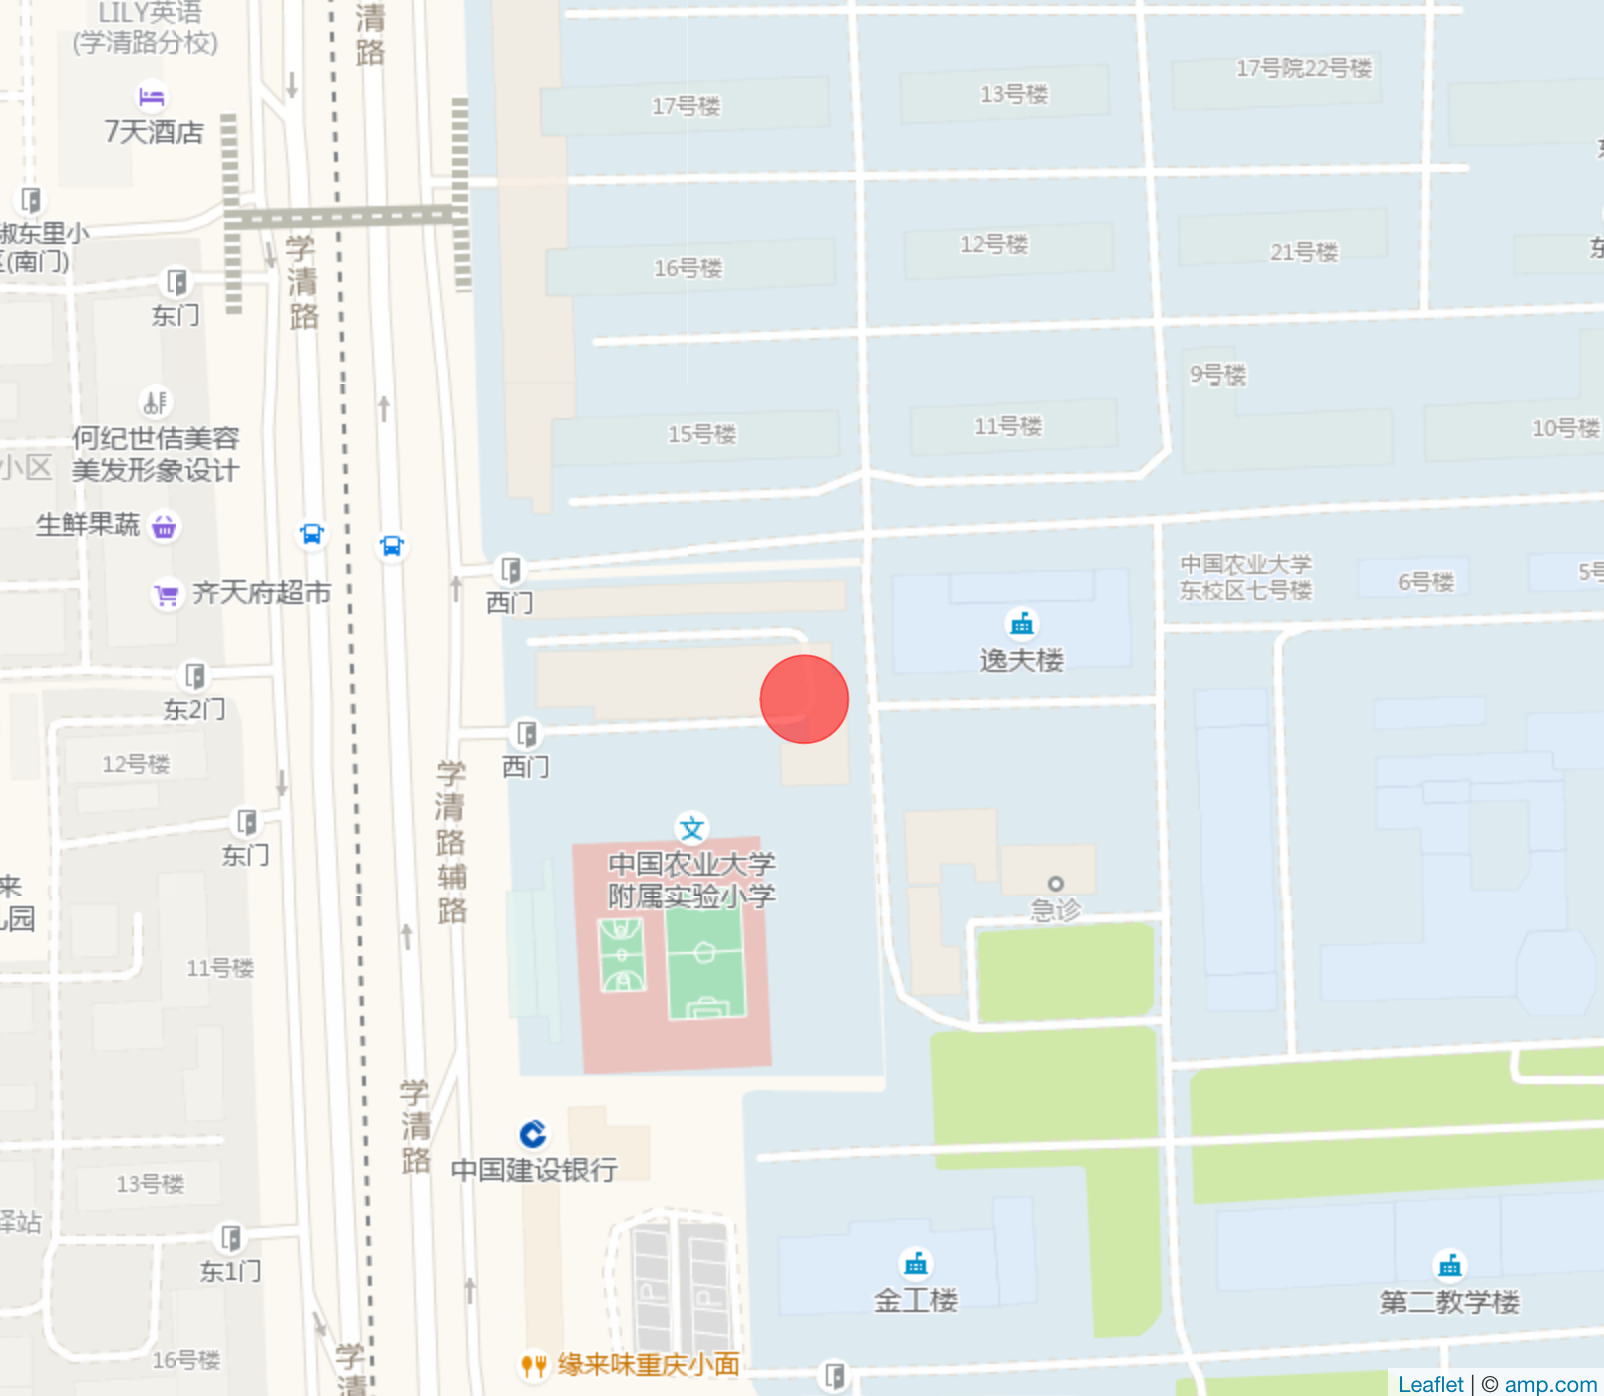 LILY英语
(学清路分校)
学清路
17号楼
13号楼
17号院22号楼
7天酒店
椒东里小
区(南门)
学清路
16号楼
12号楼
21号楼
东门
9号楼
何纪世佶美容
美发形象设计
小区
15号楼
11号楼
10号楼
生鲜果蔬
齐天府超市
西门
中国农业大学
东校区七号楼
6号楼
5号
逸夫楼
东2门
西门
12号楼
学清路辅路
东门
中国农业大学
附属实验小学
来
儿园
急诊
11号楼
学清路
中国建设银行
13号楼
驿站
东1门
P
P
金工楼
第二教学楼
16号楼
学清
缘来味重庆小面
Leaflet | © amp.com